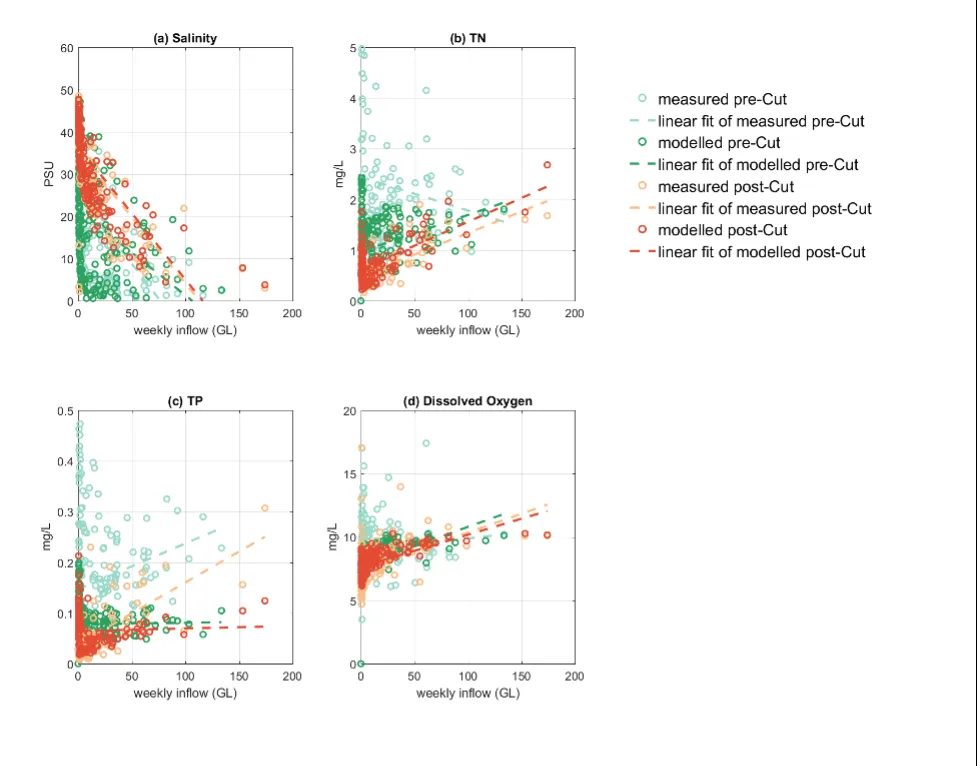 (a) Salinity
60
50
40
30
20
10
0
PSU
0 50 100 150 200
weekly inflow (GL)
(b) TN
5
4
3
2
1
0
mg/L
0 50 100 150 200
weekly inflow (GL)
measured pre-Cut
linear fit of measured pre-Cut
modelled pre-Cut
linear fit of modelled pre-Cut
measured post-Cut
linear fit of measured post-Cut
modelled post-Cut
linear fit of modelled post-Cut
(c) TP
0.5
0.4
0.3
0.2
0.1
0
mg/L
0 50 100 150 200
weekly inflow (GL)
(d) Dissolved Oxygen
20
15
10
5
0
mg/L
0 50 100 150 200
weekly inflow (GL)